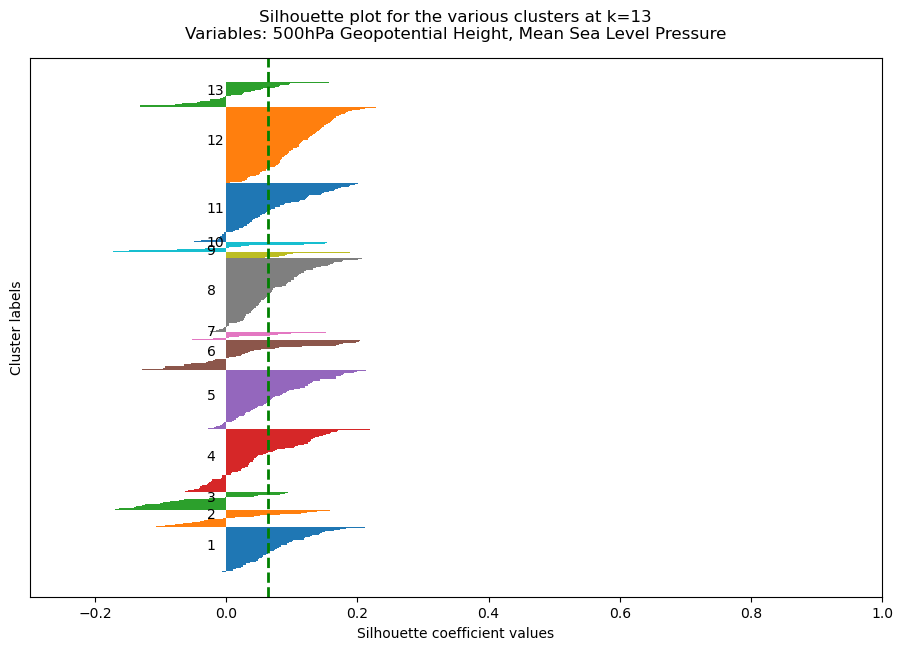 Silhouette plot for the various clusters at k=13
Variables: 500hPa Geopotential Height, Mean Sea Level Pressure
Cluster labels
13
12
11
10
9
8
7
6
5
4
3
2
1
−0.2 0.0 0.2 0.4 0.6 0.8 1.0
Silhouette coefficient values